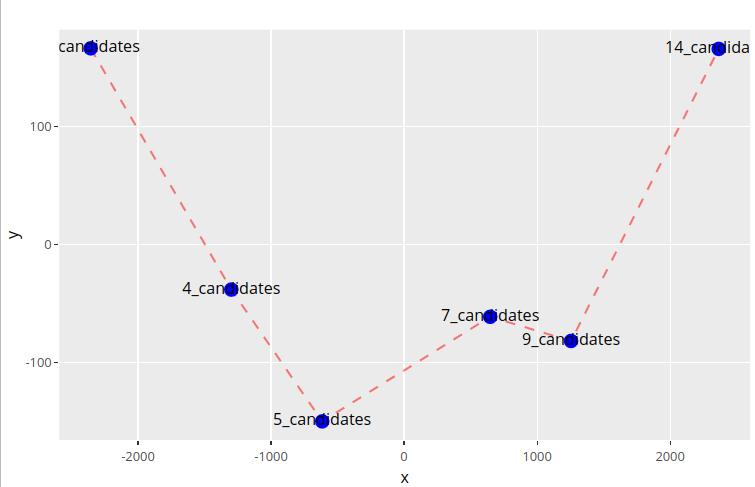 candidates
14_candida
100
y
0
4_candidates
7_candidates
9_candidates
-100
5_candidates
-2000
-1000
0
1000
2000
x